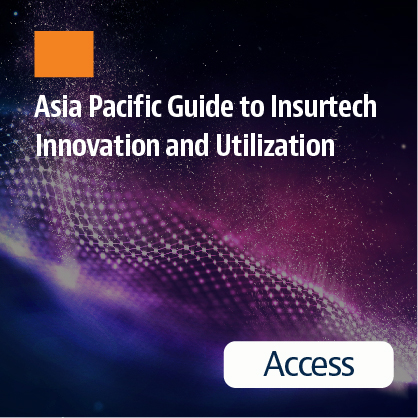 Asia Pacific Guide to Insurtech
Innovation and Utilization
Access